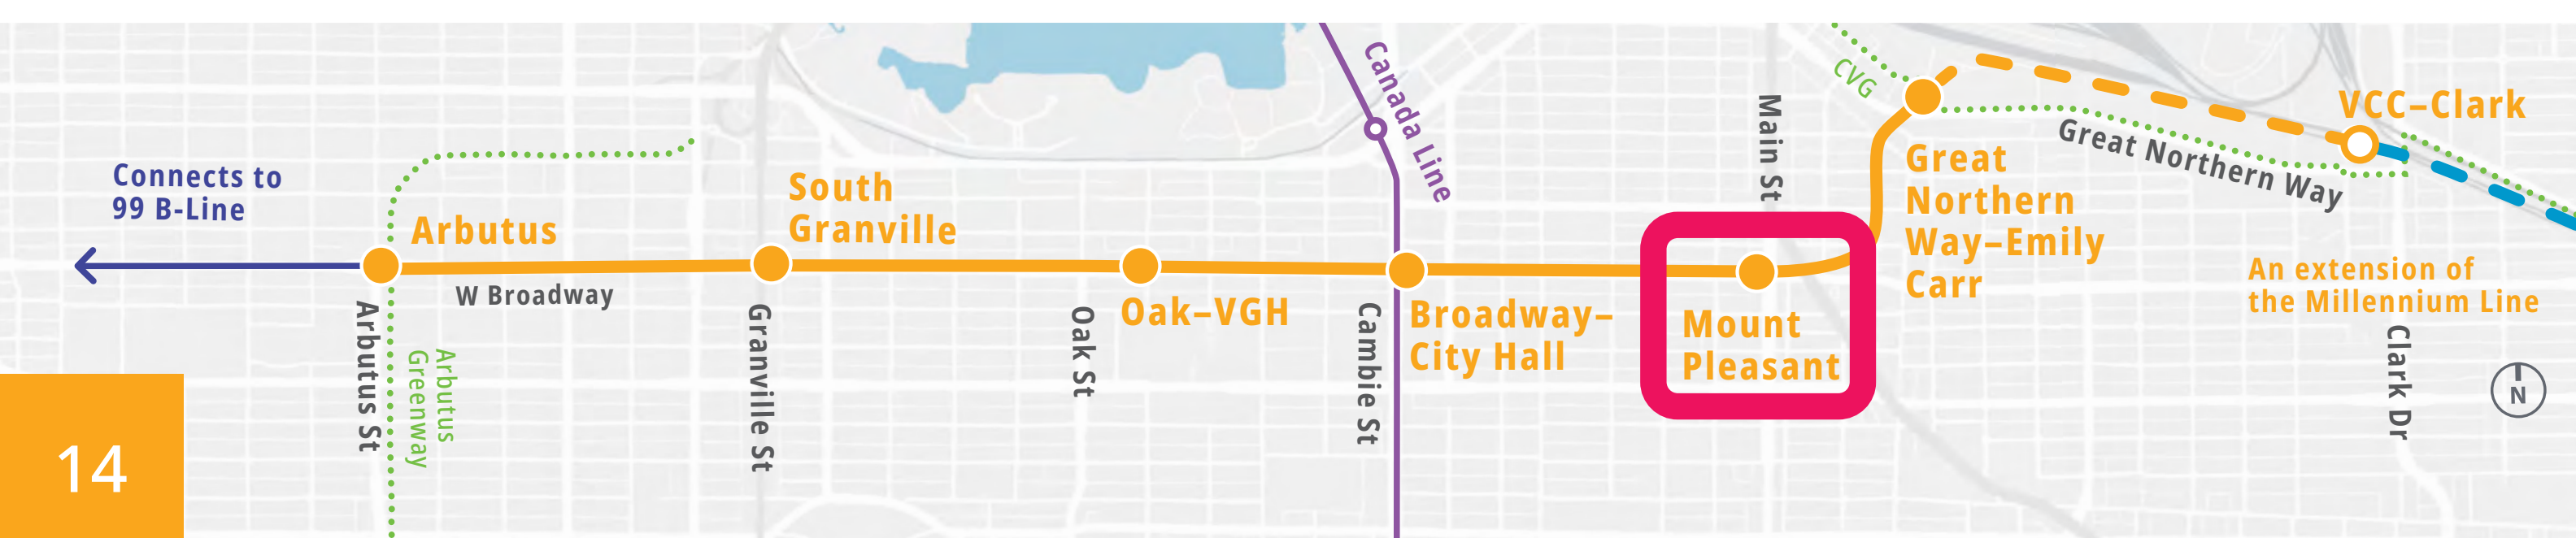 Connects to
99 B-Line
Arbutus
W Broadway
Arbutus St
Arbutus
Greenway
South
Granville
Granville St
Oak St
Oak–VGH
Canada Line
Cambie St
Broadway–
City Hall
Main St
Mount
Pleasant
CVG
Great
Northern
Way–Emily
Carr
Great Northern Way
VCC–Clark
An extension of
the Millennium Line
Clark Dr
N
14